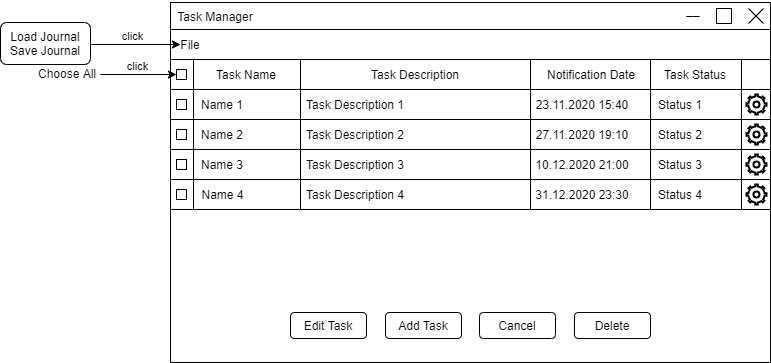 Task Manager
Load Journal
Save Journal
click
File
Choose All
click
Task Name Task Description Notification Date Task Status
Name 1 Task Description 1 23.11.2020 15:40 Status 1
Name 2 Task Description 2 27.11.2020 19:10 Status 2
Name 3 Task Description 3 10.12.2020 21:00 Status 3
Name 4 Task Description 4 31.12.2020 23:30 Status 4
Edit Task Add Task Cancel Delete